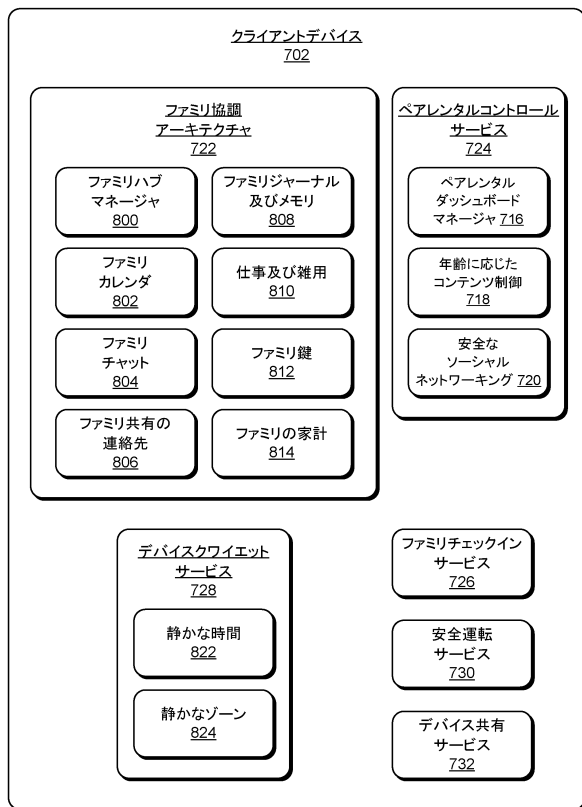 クライアントデバイス
702
ファミリ協調
アーキテクチャ
722
ファミリハブ
マネージャ
800
ファミリジャーナル
及びメモリ
808
ファミリ
カレンダ
802
仕事及び雑用
810
ファミリ
チャット
804
ファミリ鍵
812
ファミリ共有の
連絡先
806
ファミリの家計
814
ペアレンタルコントロール
サービス
724
ペアレンタル
ダッシュボード
マネージャ 716
年齢に応じた
コンテンツ制御
718
安全な
ソーシャル
ネットワーキング 720
デバイスクワイエット
サービス
728
静かな時間
822
静かなゾーン
824
ファミリチェックイン
サービス
726
安全運転
サービス
730
デバイス共有
サービス
732